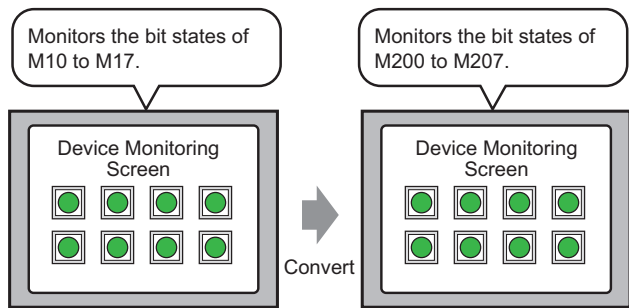 Monitors the bit states of
M10 to M17.
Monitors the bit states of
M200 to M207.
Device Monitoring
Screen
Convert
Device Monitoring
Screen